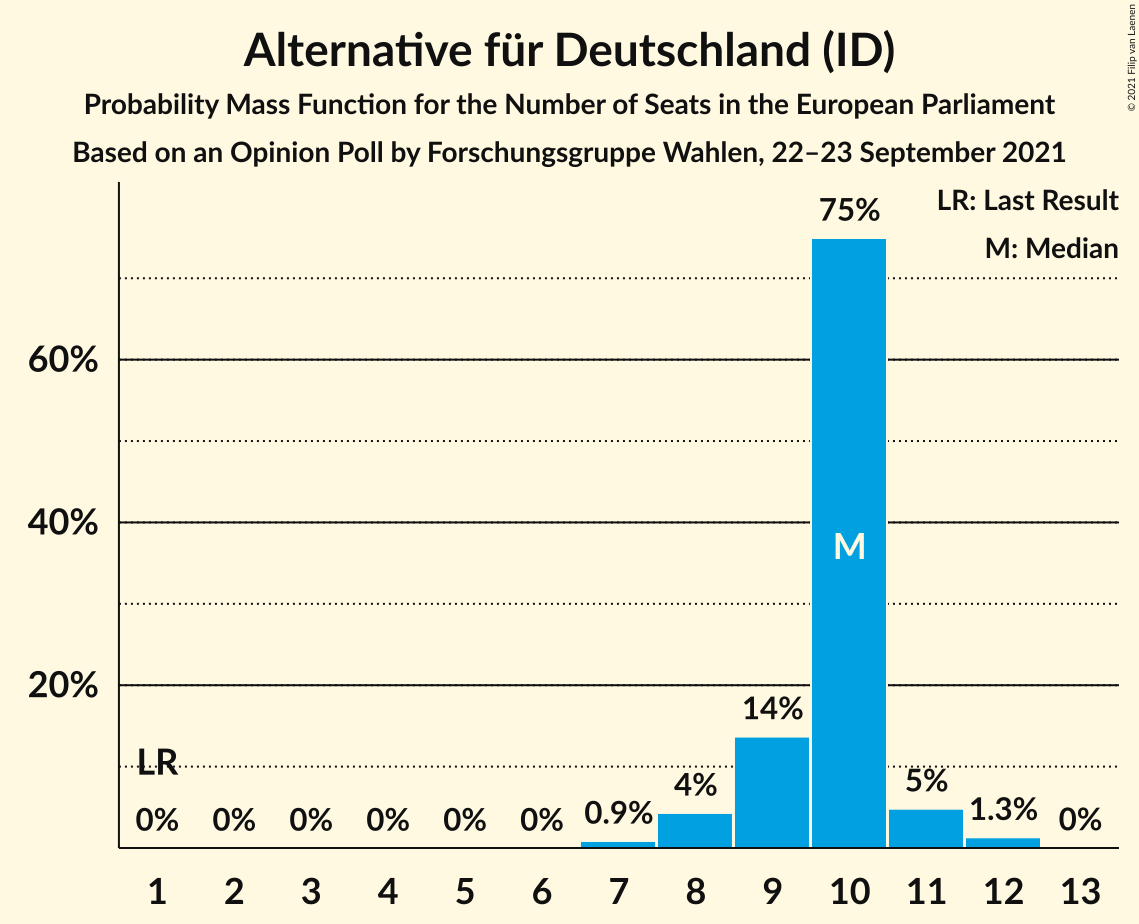 Alternative für Deutschland (ID)
Probability Mass Function for the Number of Seats in the European Parliament
Based on an Opinion Poll by Forschungsgruppe Wahlen, 22–23 September 2021
© 2021 Filip van Laenen
LR: Last Result
M: Median
75%
60%
40%
M
20%
14%
LR
0% 0% 0% 0% 0% 0% 0.9% 4% 5% 1.3% 0%
1 2 3 4 5 6 7 8 9 10 11 12 13